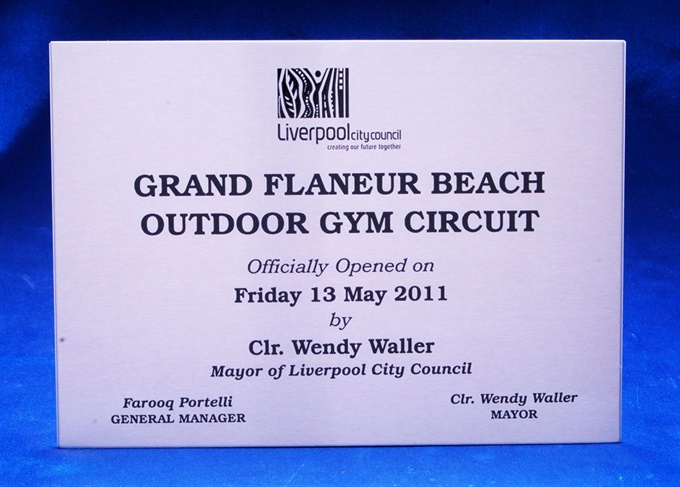 Liverpool city council
creating our future together
GRAND FLANEUR BEACH
OUTDOOR GYM CIRCUIT
Officially Opened on
Friday 13 May 2011
by
Clr. Wendy Waller
Mayor of Liverpool City Council
Farooq Portelli
GENERAL MANAGER
Clr. Wendy Waller
MAYOR